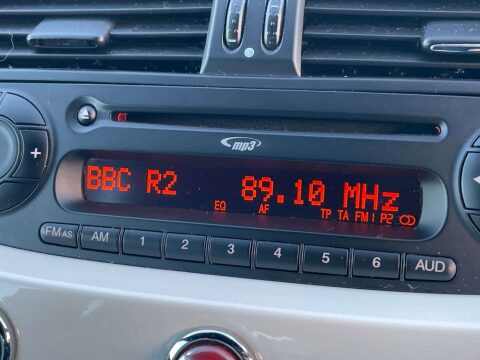 mp3
BBC R2 89.10 MHz
EQ AF TP TA FM1 P2
FM AS AM 1 2 3 4 5 6 AUD
+